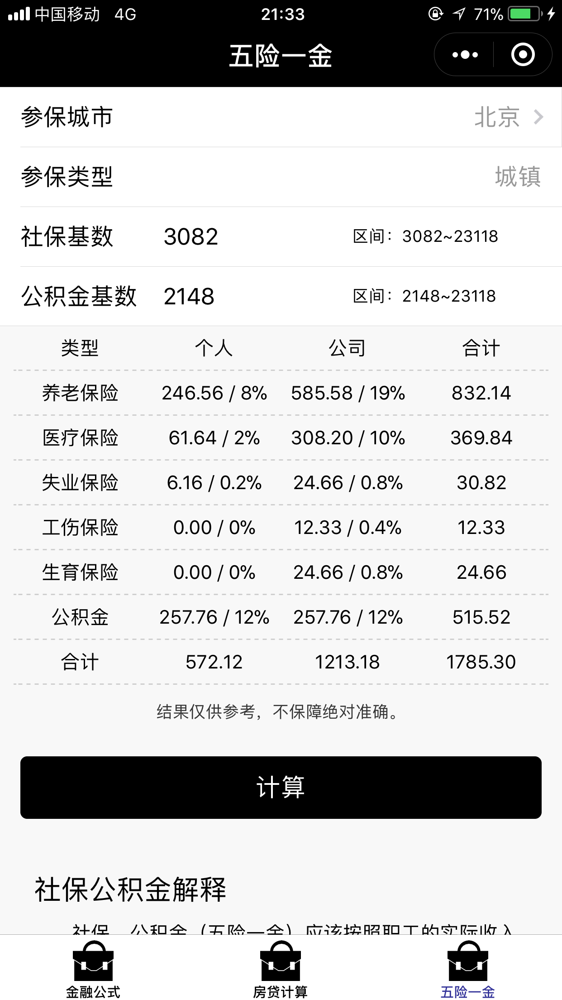 中国移动 4G 21:33 71%
五险一金
参保城市 北京
参保类型 城镇
社保基数 3082 区间：3082~23118
公积金基数 2148 区间：2148~23118
类型 个人 公司 合计
养老保险 246.56 / 8% 585.58 / 19% 832.14
医疗保险 61.64 / 2% 308.20 / 10% 369.84
失业保险 6.16 / 0.2% 24.66 / 0.8% 30.82
工伤保险 0.00 / 0% 12.33 / 0.4% 12.33
生育保险 0.00 / 0% 24.66 / 0.8% 24.66
公积金 257.76 / 12% 257.76 / 12% 515.52
合计 572.12 1213.18 1785.30
结果仅供参考，不保障绝对准确。
计算
社保公积金解释
社保、公积金（五险一金）应该按照职工的实际收入
金融公式 房贷计算 五险一金